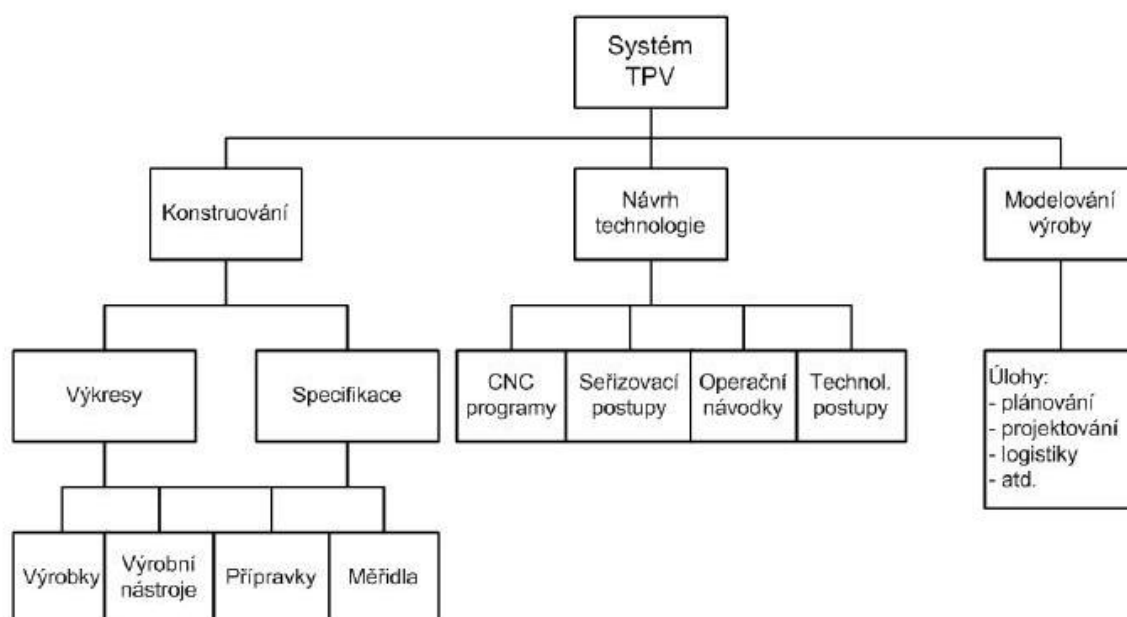 Systém
TPV
Konstruování
Návrh
technologie
Modelování
výroby
Výkresy
Specifikace
CNC
programy
Seřizovací
postupy
Operační
návodky
Technol.
postupy
Úlohy:
- plánování
- projektování
- logistiky
- atd.
Výrobky
Výrobní
nástroje
Přípravky
Měřidla